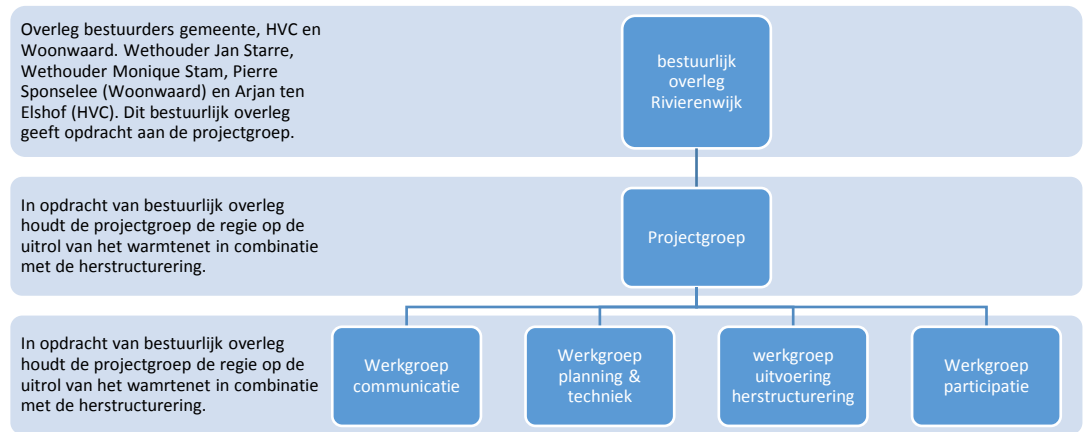 Overleg bestuurders gemeente, HVC en
Woonwaard. Wethouder Jan Starre,
Wethouder Monique Stam, Pierre
Sponselee (Woonwaard) en Arjan ten
Elshof (HVC). Dit bestuurlijk overleg
geeft opdracht aan de projectgroep.
bestuurlijk
overleg
Rivierenwijk
In opdracht van bestuurlijk overleg
houdt de projectgroep de regie op de
uitrol van het warmtenet in combinatie
met de herstructurering.
Projectgroep
In opdracht van bestuurlijk overleg
houdt de projectgroep de regie op de
uitrol van het wamrtenet in combinatie
met de herstructurering.
Werkgroep
communicatie
Werkgroep
planning &
techniek
werkgroep
uitvoering
herstructurering
Werkgroep
participatie